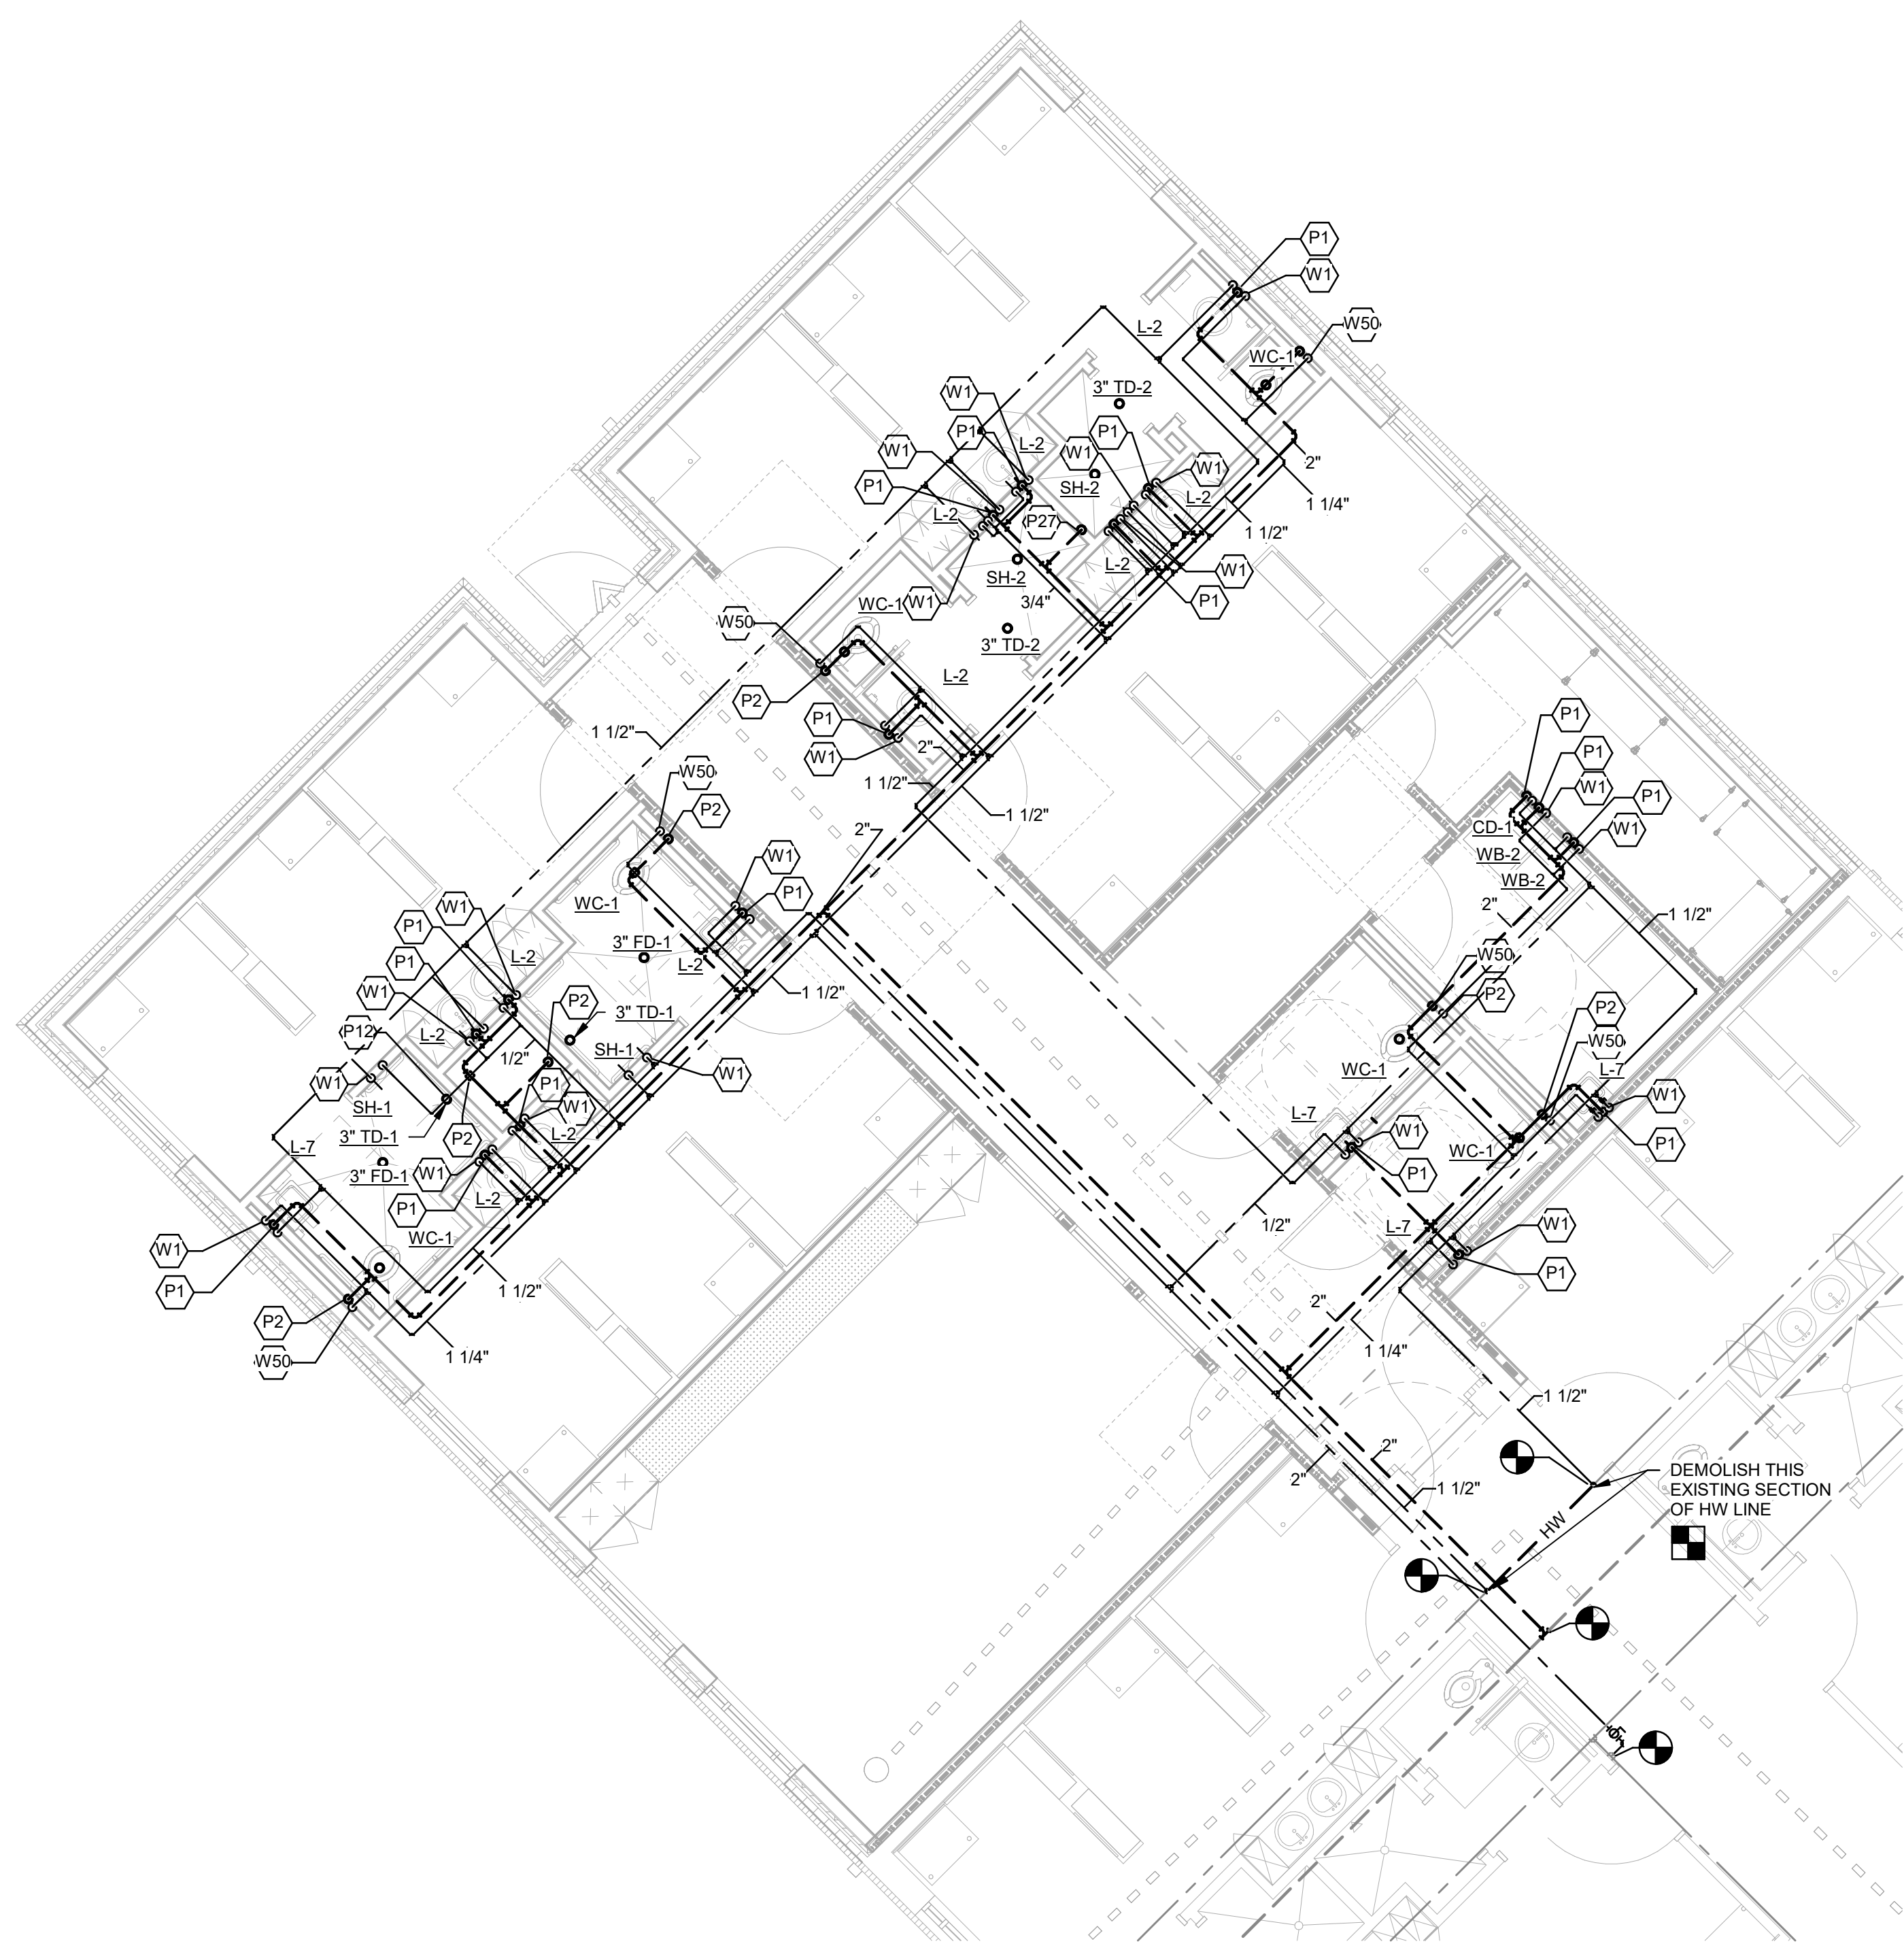 P1
W1
L-2
W50
WC-1
3" TD-2
W1
P1
L-2
P1
W1
W1
2"
W1
P1
SH-2
L-2
1 1/4"
L-2
P27
1 1/2"
SH-2
L-2
W1
3/4"
WC-1
W1
P1
W50
3" TD-2
L-2
P2
P1
P1
1 1/2"
2"
W1
P1
W50
1 1/2"
W1
P2
1 1/2"
P1
CD-1
W1
2"
WB-2
W1
WB-2
P1
W1
WC-1
2"
1 1/2"
P1
3" FD-1
W50
L-2
L-2
P1
W1
1 1/2"
P2
P2
3" TD-1
P2
P12
L-2
W50
1/2"
SH-1
W1
WC-1
L-7
W1
P1
W1
SH-1
W1
L-7
3" TD-1
P2
L-2
W1
P1
L-7
WC-1
3" FD-1
W1
P1
L-2
P1
WC-1
1/2"
L-7
W1
W1
P1
P1
1 1/2"
2"
P2
1 1/4"
1 1/4"
W50
1 1/2"
2"
DEMOLISH THIS
EXISTING SECTION
OF HW LINE
2"
1 1/2"
HW